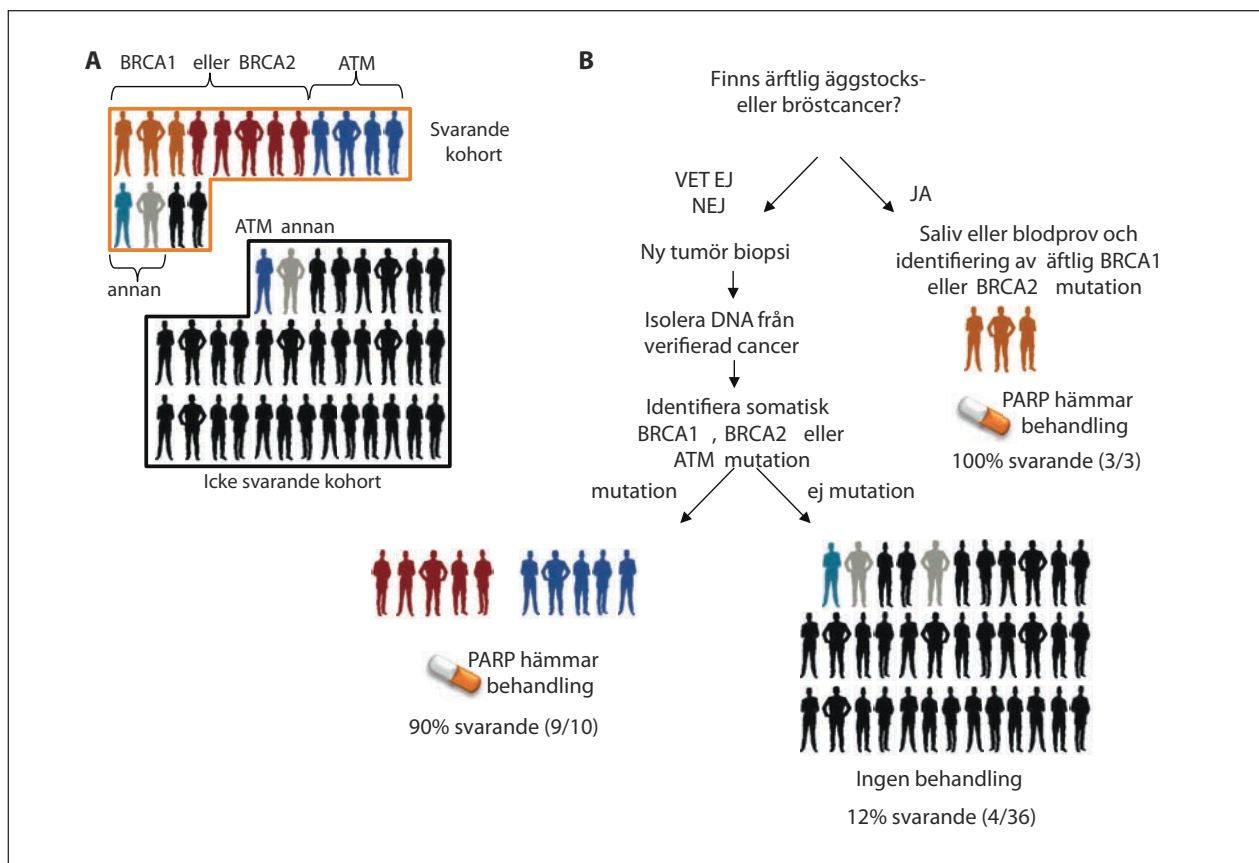 A
BRCA1 eller BRCA2 ATM
Svarande
kohort
annan
ATM annan
Icke svarande kohort
B
Finns ärftlig äggstocks-
eller bröstcancer?
VET EJ
NEJ
JA
Ny tumör biopsi
Isolera DNA från
verifierad cancer
Identifiera somatisk
BRCA1 , BRCA2 eller
ATM mutation
mutation
ej mutation
Saliv eller blodprov och
identifiering av äftlig BRCA1
eller BRCA2 mutation
PARP hämmar
behandling
100% svarande (3/3)
PARP hämmar
behandling
90% svarande (9/10)
Ingen behandling
12% svarande (4/36)